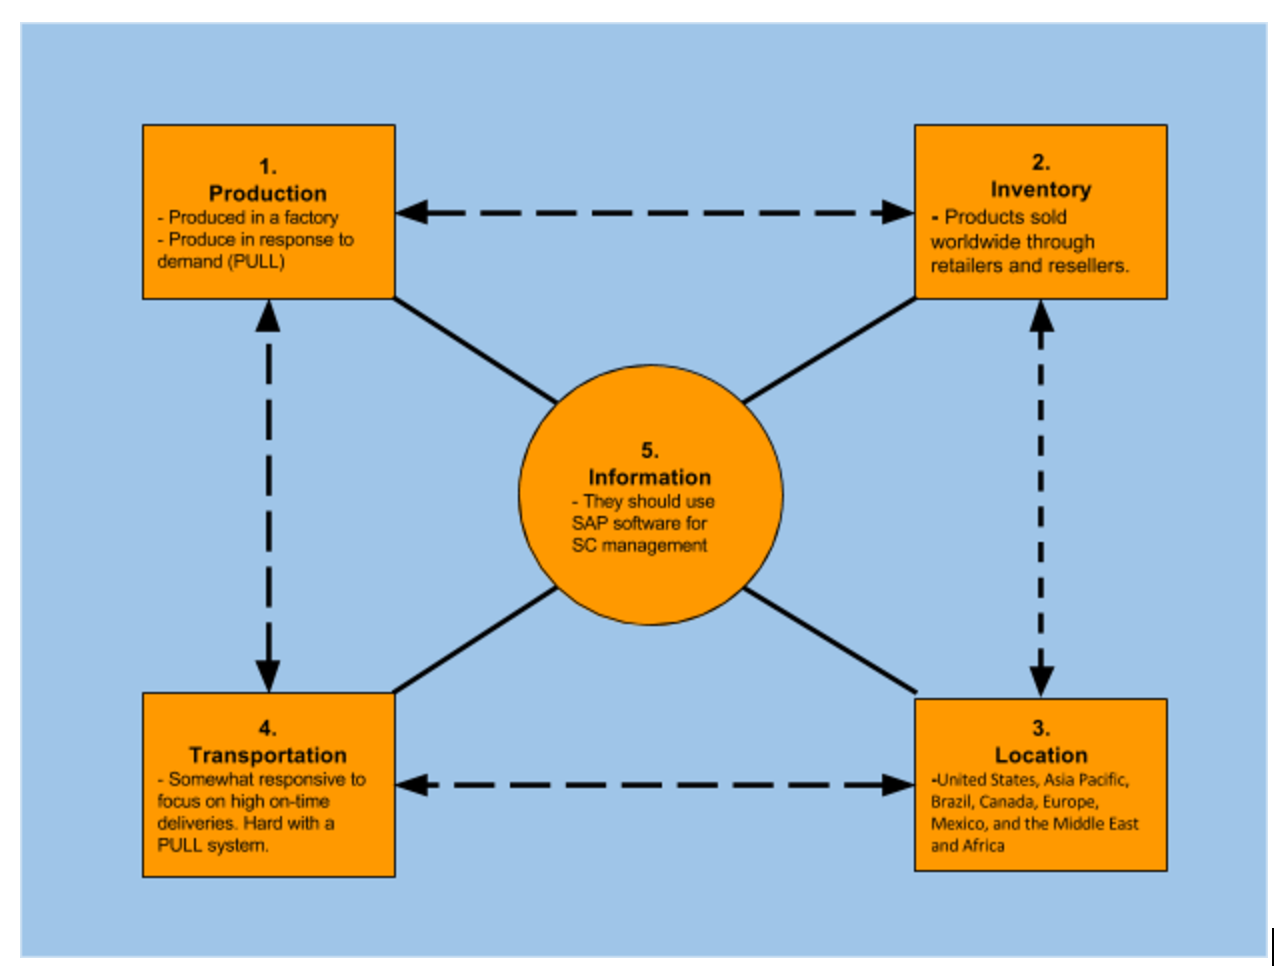 1.
Production
- Produced in a factory
- Produce in response to
demand (PULL)
2.
Inventory
- Products sold
worldwide through
retailers and resellers.
5.
Information
- They should use
SAP software for
SC management
4.
Transportation
- Somewhat responsive to
focus on high on-time
deliveries. Hard with a
PULL system.
3.
Location
-United States, Asia Pacific,
Brazil, Canada, Europe,
Mexico, and the Middle East
and Africa